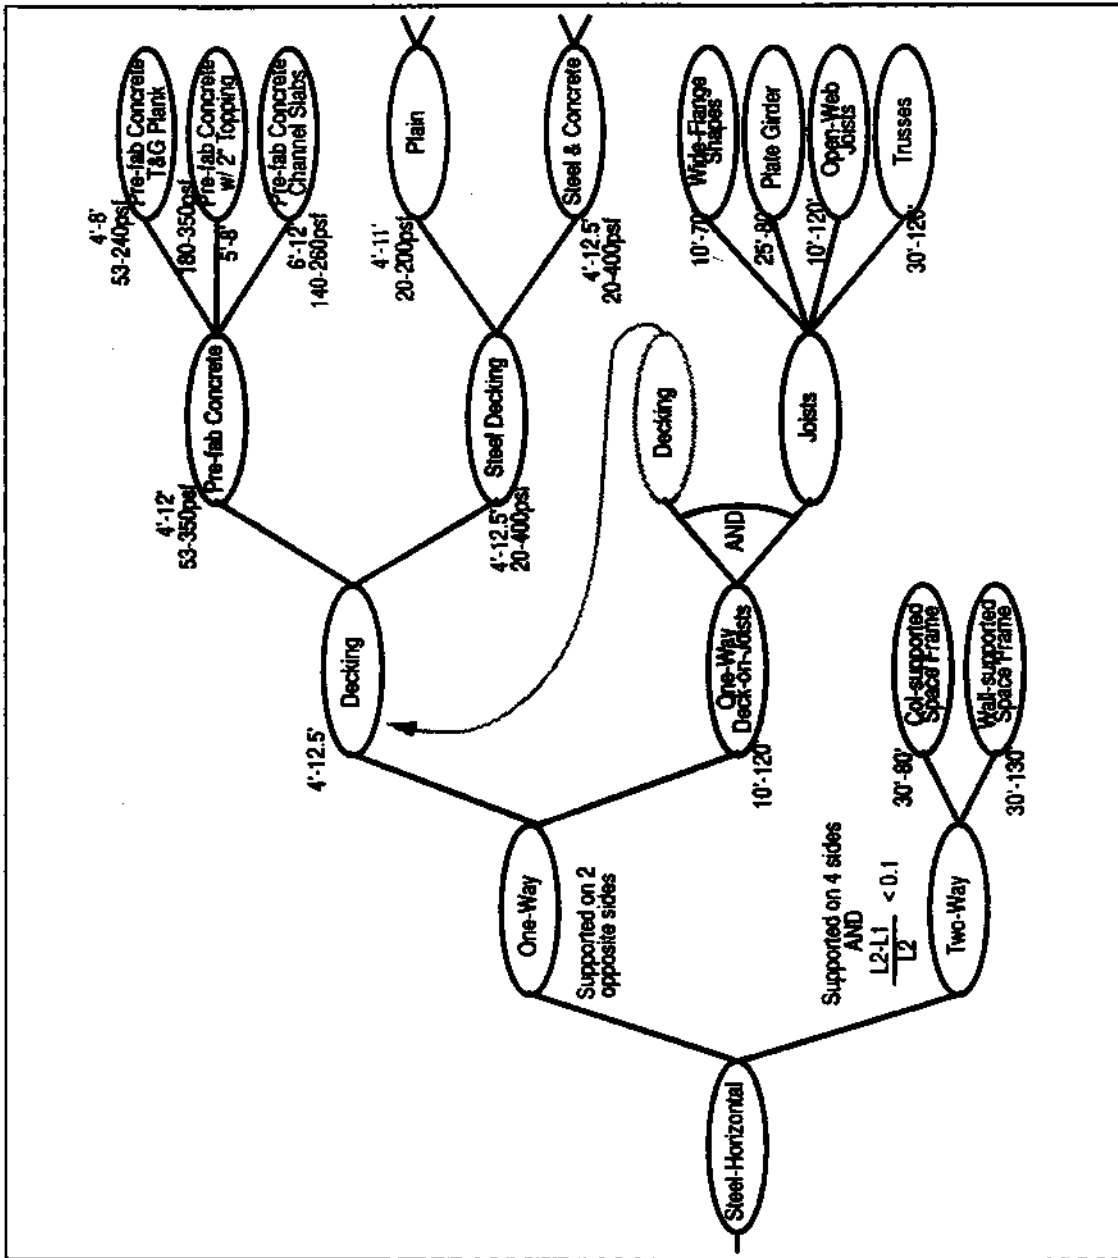 4'-8'
53-240psf
Pre-fab Concrete
T&G Plank
180-350psf
5'-8'
Pre-fab Concrete
w/ 2" Topping
6'-12'
140-260psf
Pre-fab Concrete
Channel Slabs
4'-12'
53-350psf
Pre-fab Concrete
4'-11'
20-200psf
Plain
4'-12.5'
Decking
4'-12.5'
20-400psf
Steel Decking
4'-12.5'
20-400psf
Steel & Concrete
One-Way
Supported on 2
opposite sides
Decking
AND
10'-120'
One-Way
Deck-on-Joists
Joists
10'-70'
Wide-Flange
Shapes
25'-80'
Plate Girder
10'-120'
Open-Web
Joists
30'-120'
Trusses
Steel-Horizontal
Supported on 4 sides
AND
L2-L1
L2
< 0.1
Two-Way
30'-80'
Col-supported
Space Frame
30'-130'
Wall-supported
Space Frame